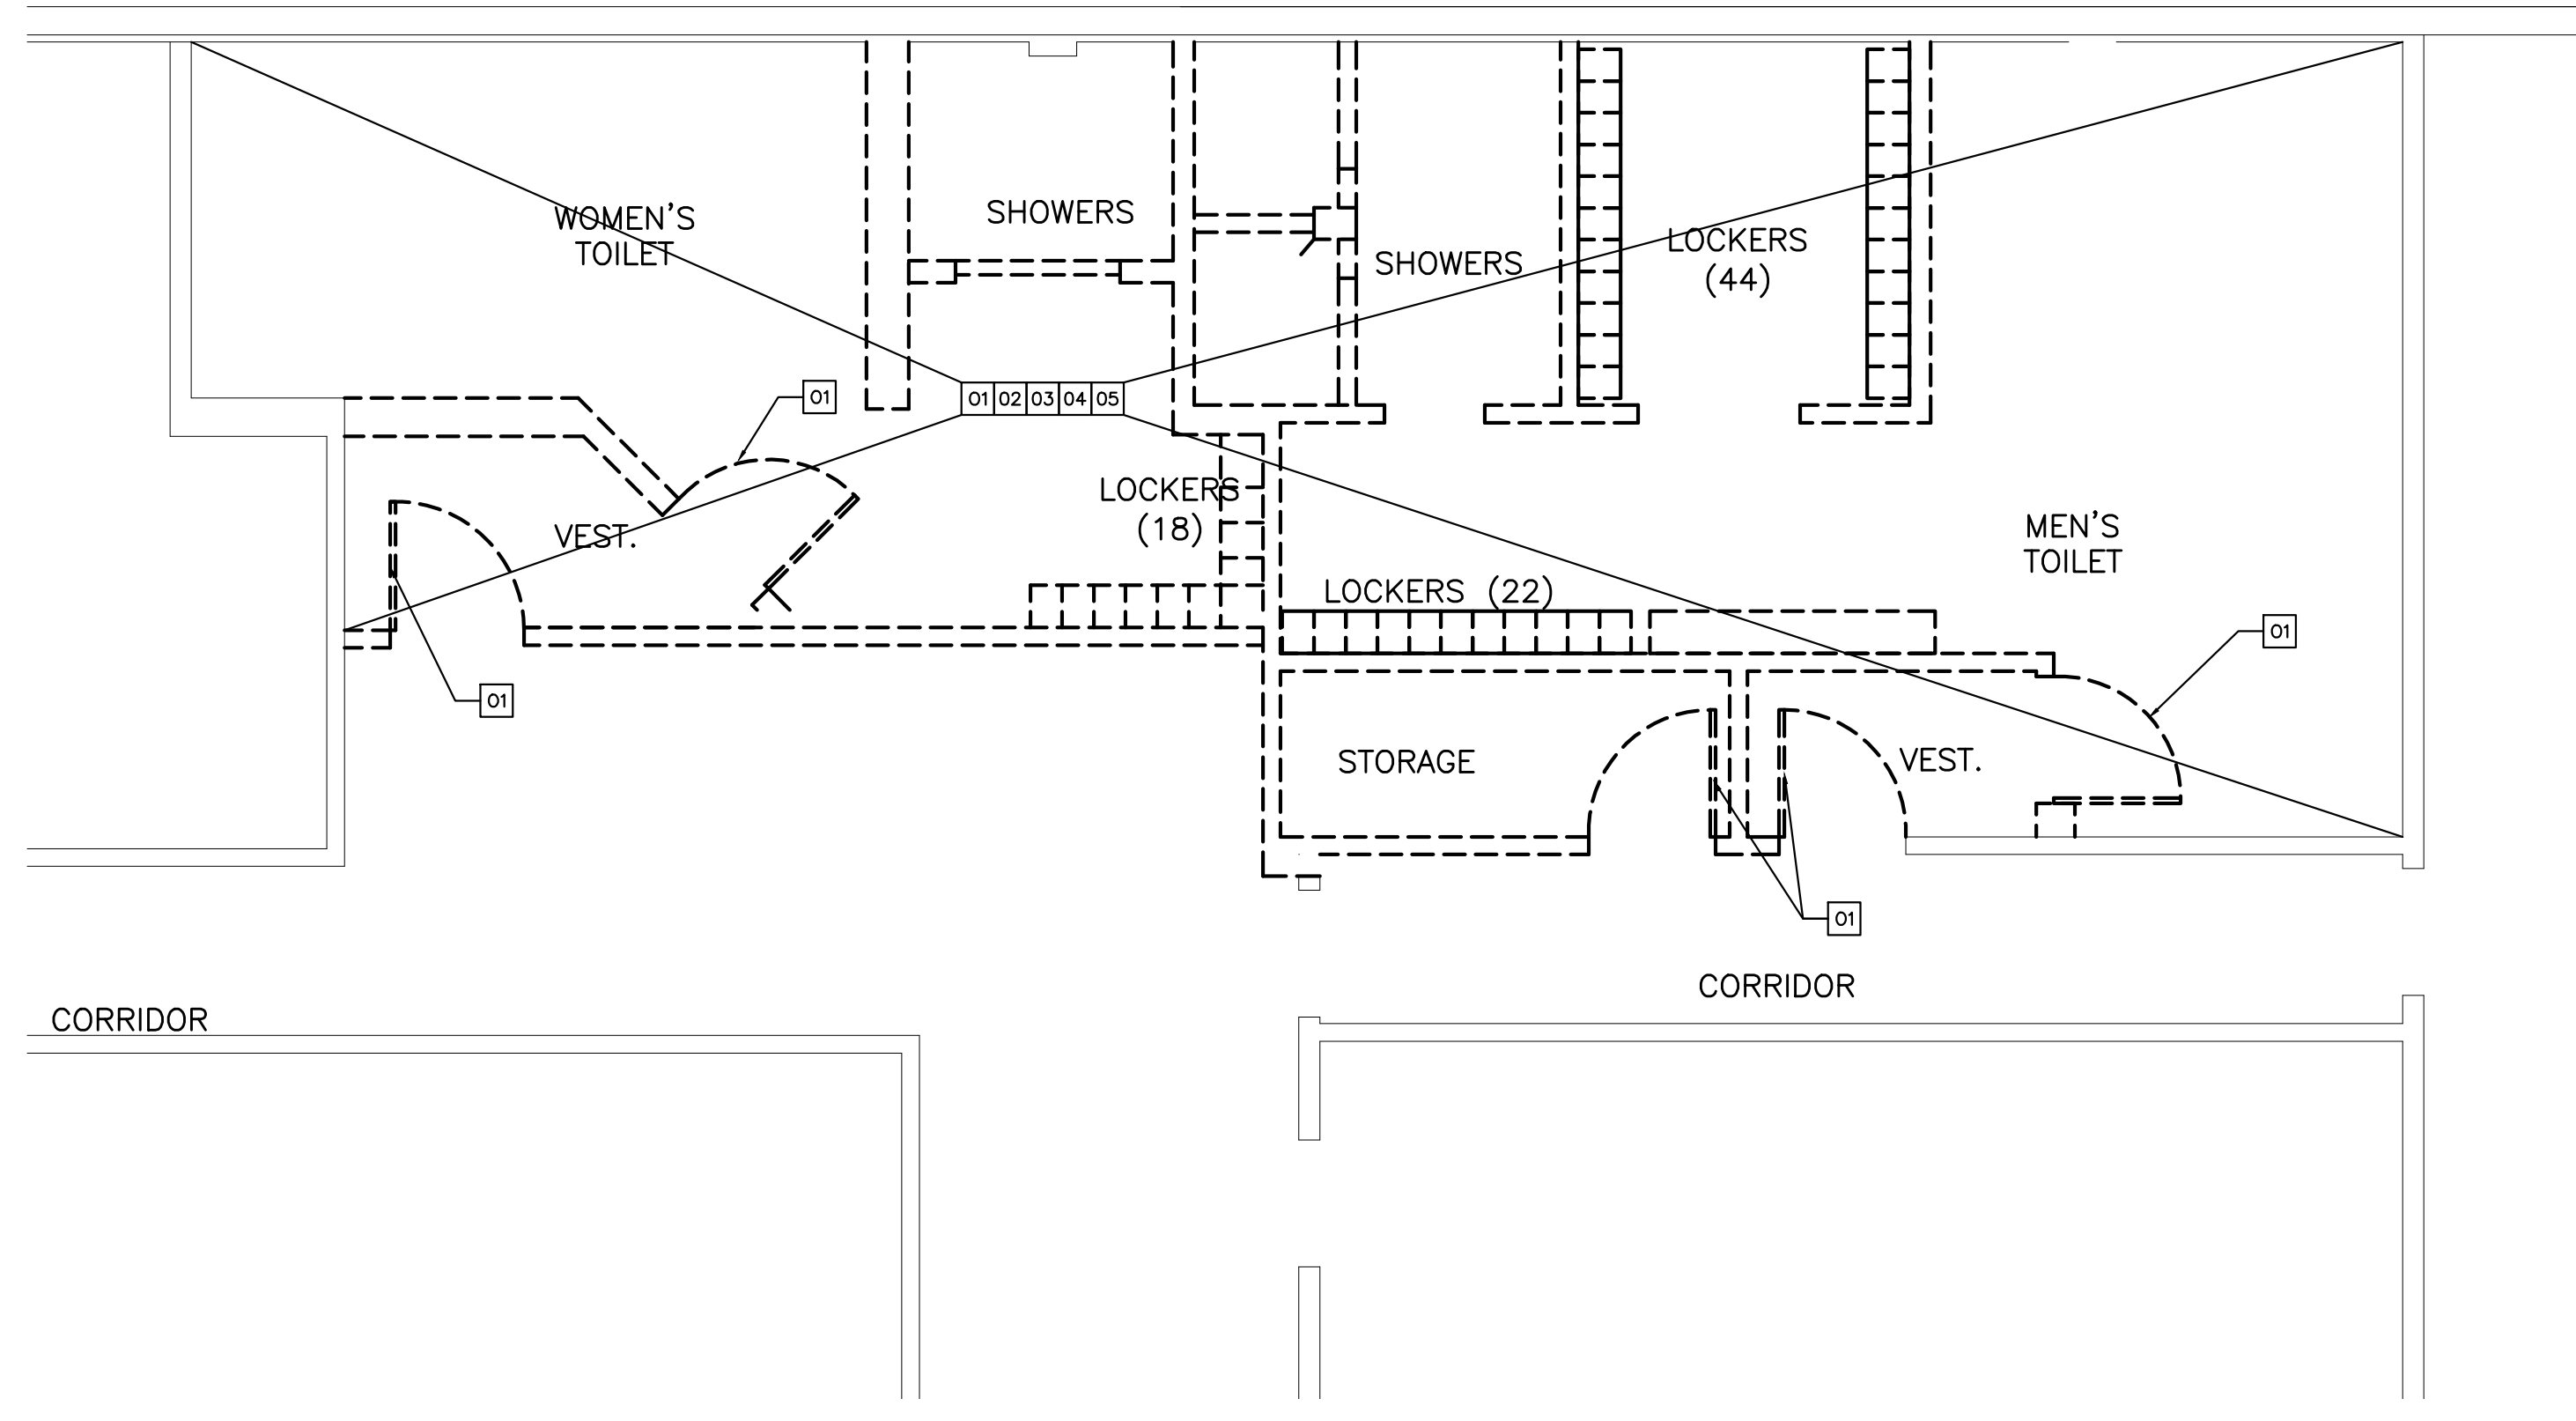 WOMEN'S
TOILET
SHOWERS
SHOWERS
LOCKERS
(44)
01
01 02 03 04 05
LOCKERS
(18)
VEST.
MEN'S
TOILET
LOCKERS (22)
01
01
STORAGE
VEST.
01
CORRIDOR
CORRIDOR